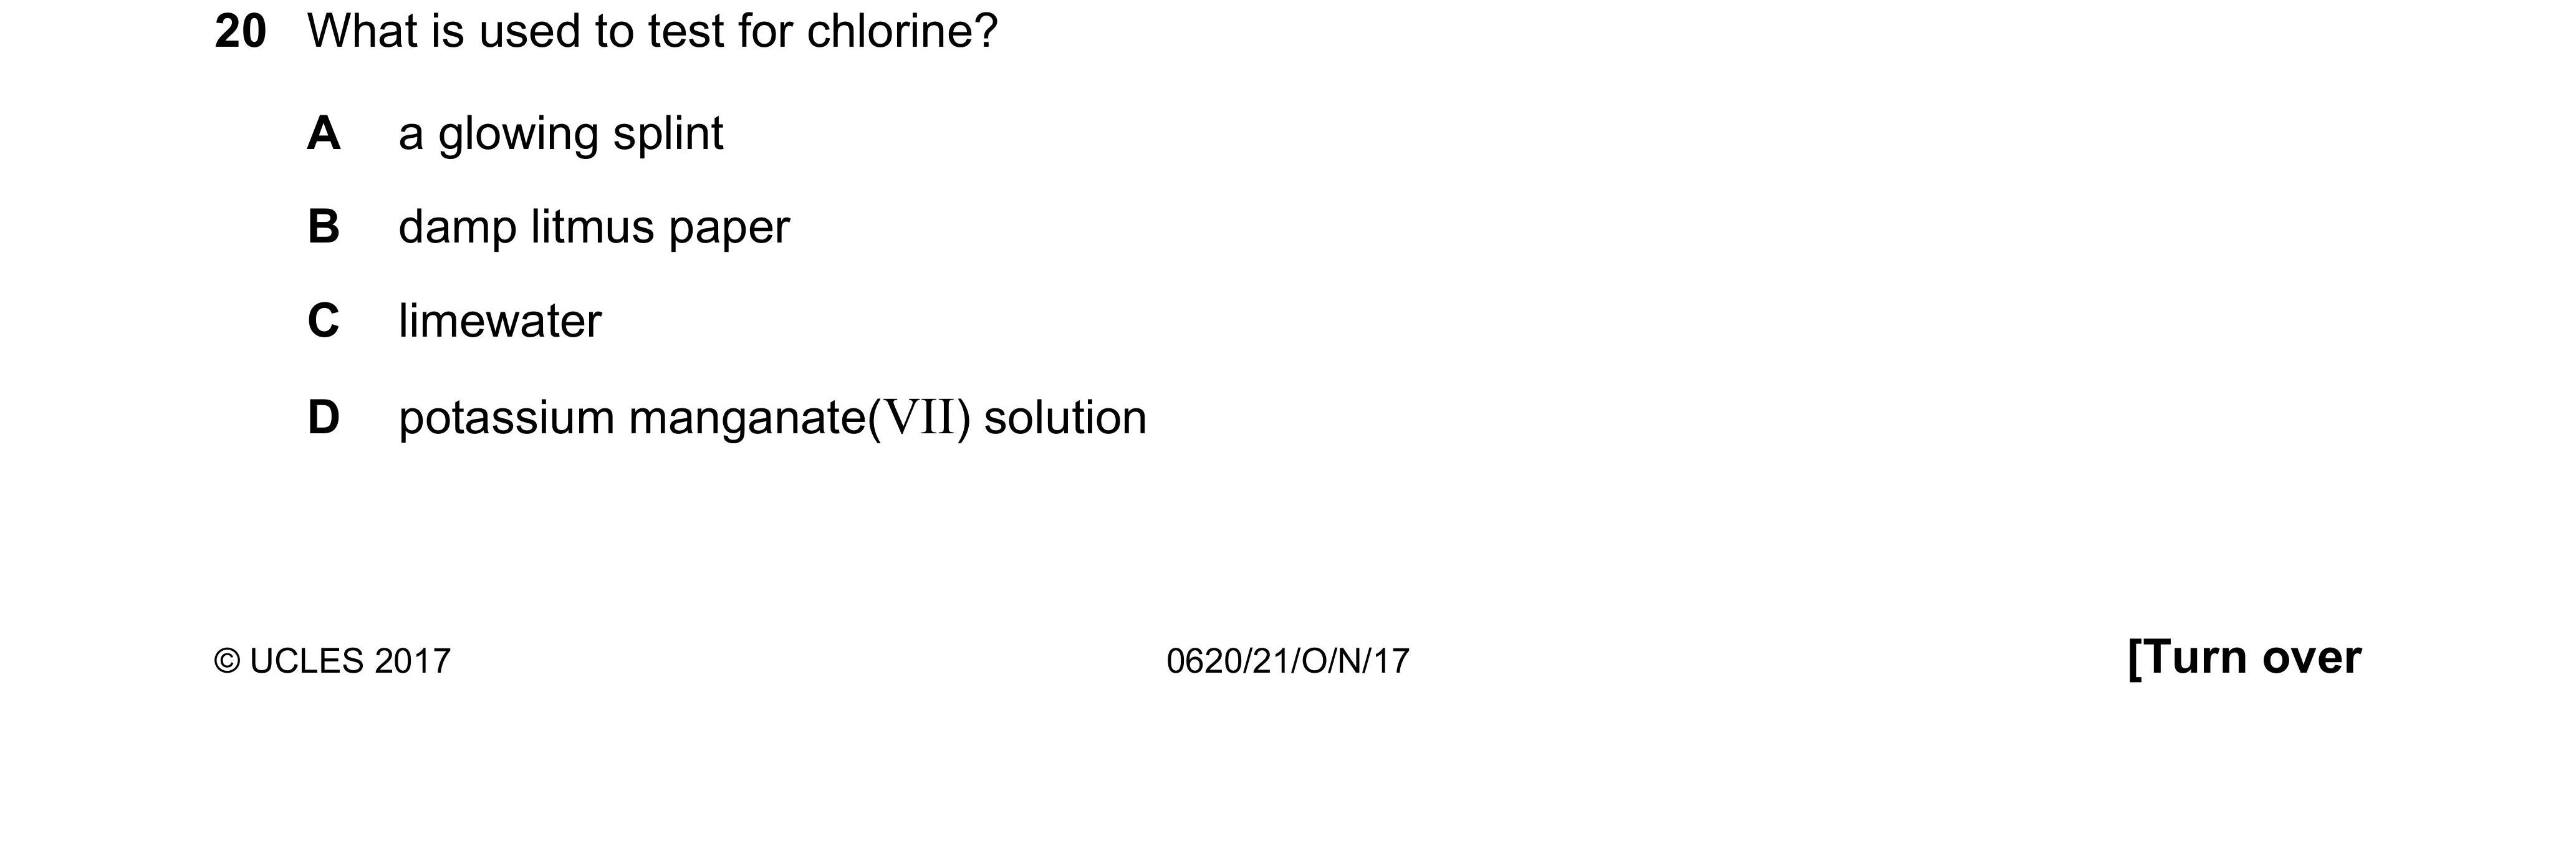 20 What is used to test for chlorine?
A a glowing splint
B damp litmus paper
C limewater
D potassium manganate(VII) solution
© UCLES 2017 0620/21/O/N/17 [Turn over